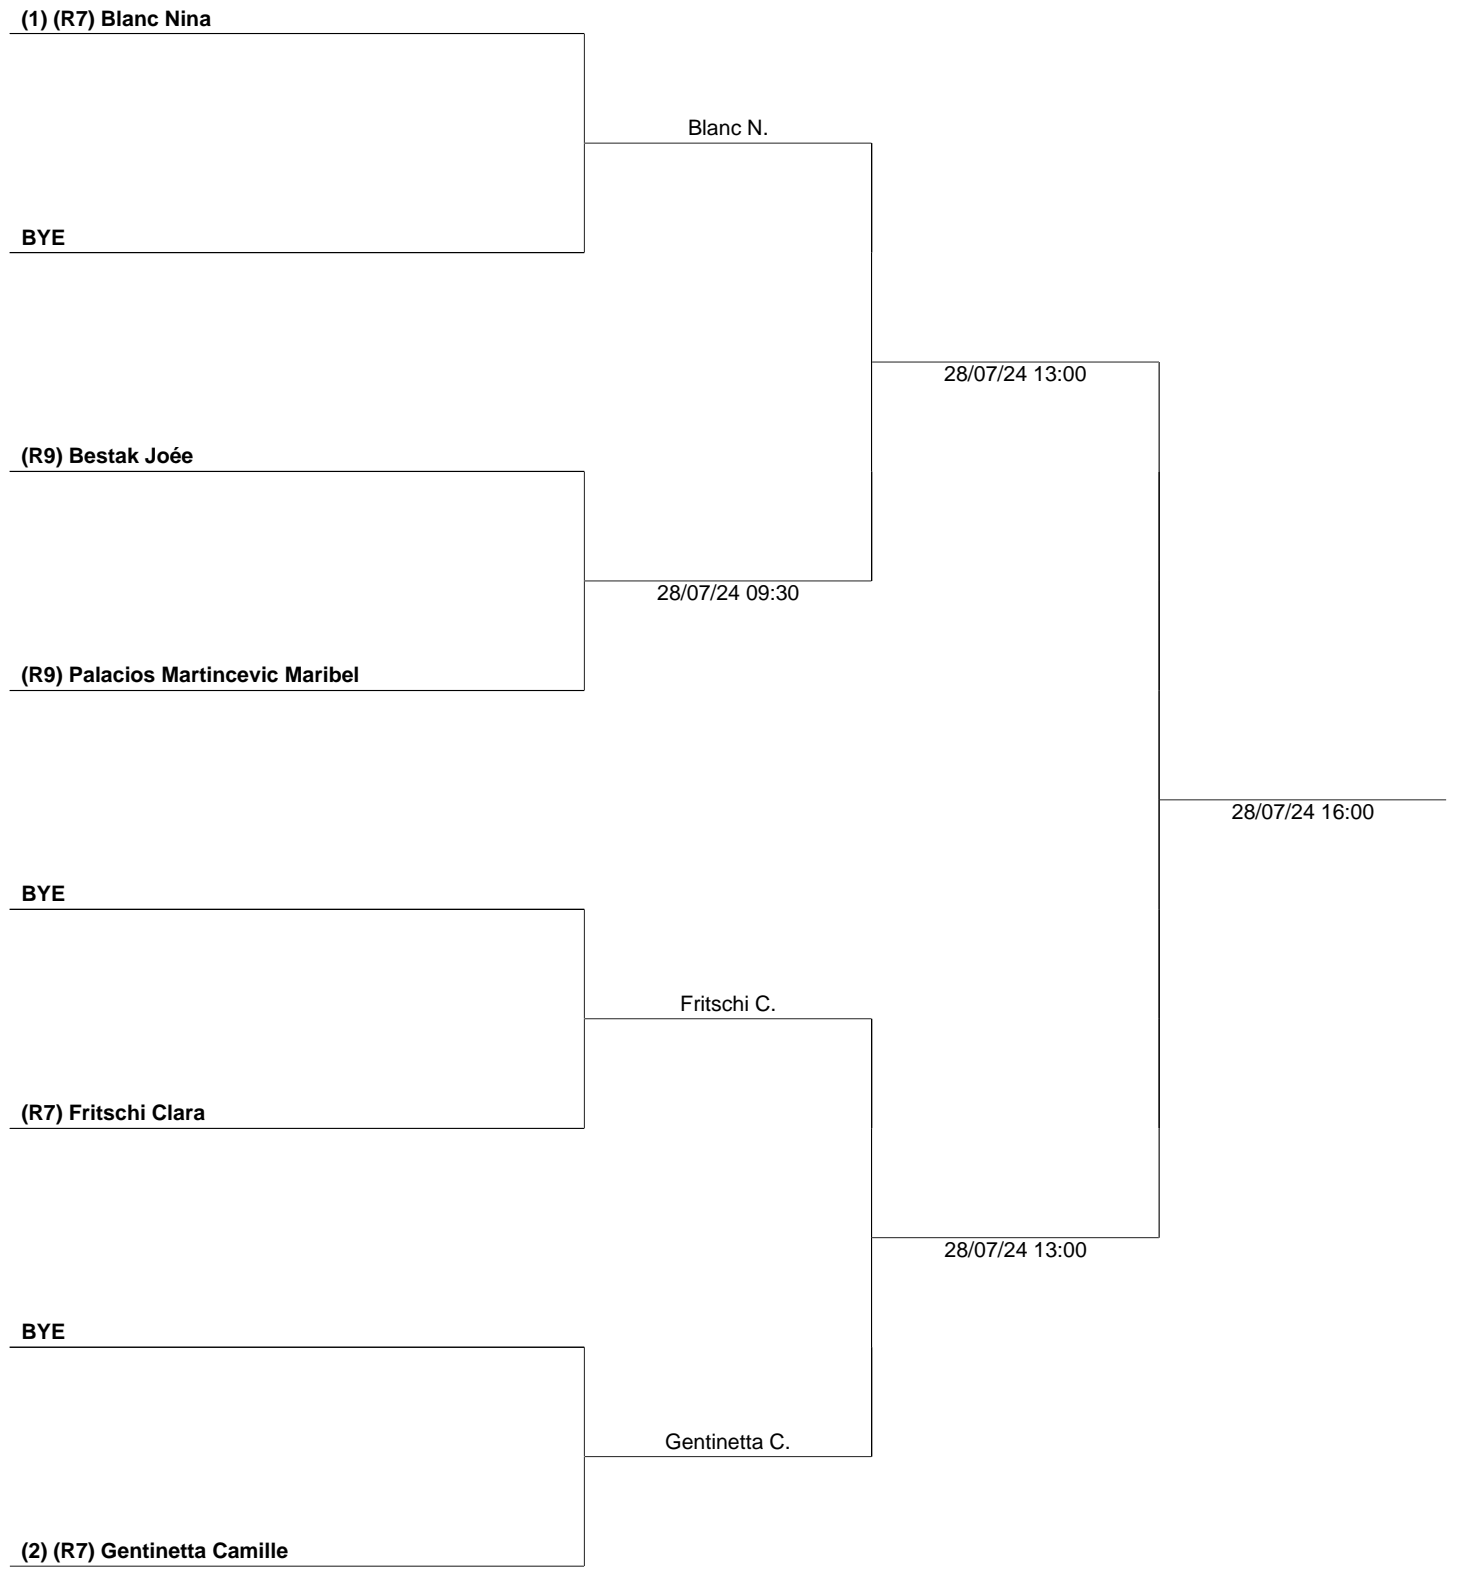 (1) (R7) Blanc Nina
Blanc N.
BYE
28/07/24 13:00
(R9) Bestak Joée
28/07/24 09:30
(R9) Palacios Martincevic Maribel
28/07/24 16:00
BYE
Fritschi C.
(R7) Fritschi Clara
28/07/24 13:00
BYE
Gentinetta C.
(2) (R7) Gentinetta Camille